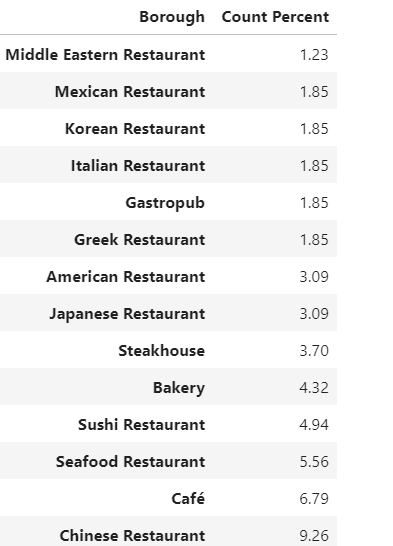 Borough Count Percent
Middle Eastern Restaurant 1.23
Mexican Restaurant 1.85
Korean Restaurant 1.85
Italian Restaurant 1.85
Gastropub 1.85
Greek Restaurant 1.85
American Restaurant 3.09
Japanese Restaurant 3.09
Steakhouse 3.70
Bakery 4.32
Sushi Restaurant 4.94
Seafood Restaurant 5.56
Café 6.79
Chinese Restaurant 9.26